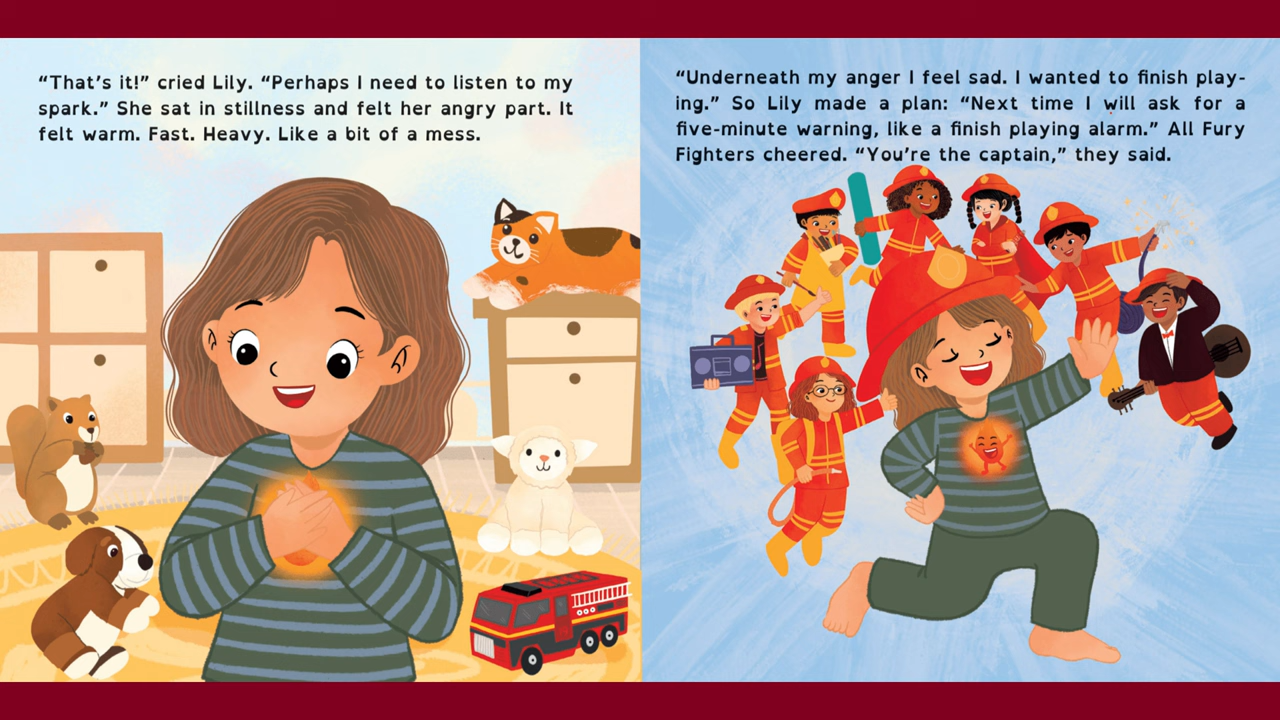 “That’s it!” cried Lily. “Perhaps I need to listen to my
spark.” She sat in stillness and felt her angry part. It
felt warm. Fast. Heavy. Like a bit of a mess.
“Underneath my anger I feel sad. I wanted to finish play-
ing.” So Lily made a plan: “Next time I will ask for a
five-minute warning, like a finish playing alarm.” All Fury
Fighters cheered. “You’re the captain,” they said.